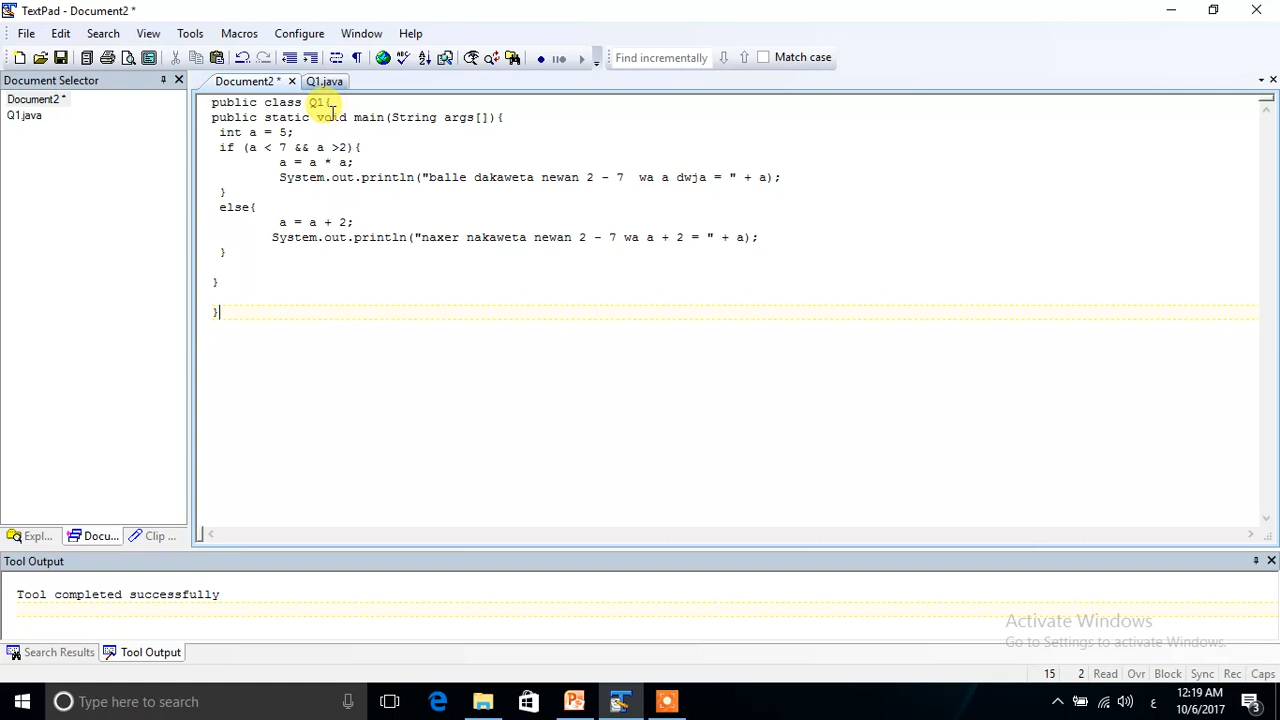 TextPad - Document2 *
File Edit Search View Tools Macros Configure Window Help
Find incrementally Match case
Document Selector
Document2 * Q1.java
Document2 *
Q1.java
public class Q1{
public static void main(String args[]){
int a = 5;
if (a < 7 && a >2){
a = a * a;
System.out.println("balle dakaweta newan 2 - 7  wa a dwja = " + a);
}
else{
a = a + 2;
System.out.println("naxer nakaweta newan 2 - 7 wa a + 2 = " + a);
}
}
}
Expl... Docu... Clip ...
Tool Output
Tool completed successfully
Activate Windows
Go to Settings to activate Windows.
Search Results Tool Output
15 2 Read Ovr Block Sync Rec Caps
Type here to search
ع
12:19 AM
10/6/2017
3